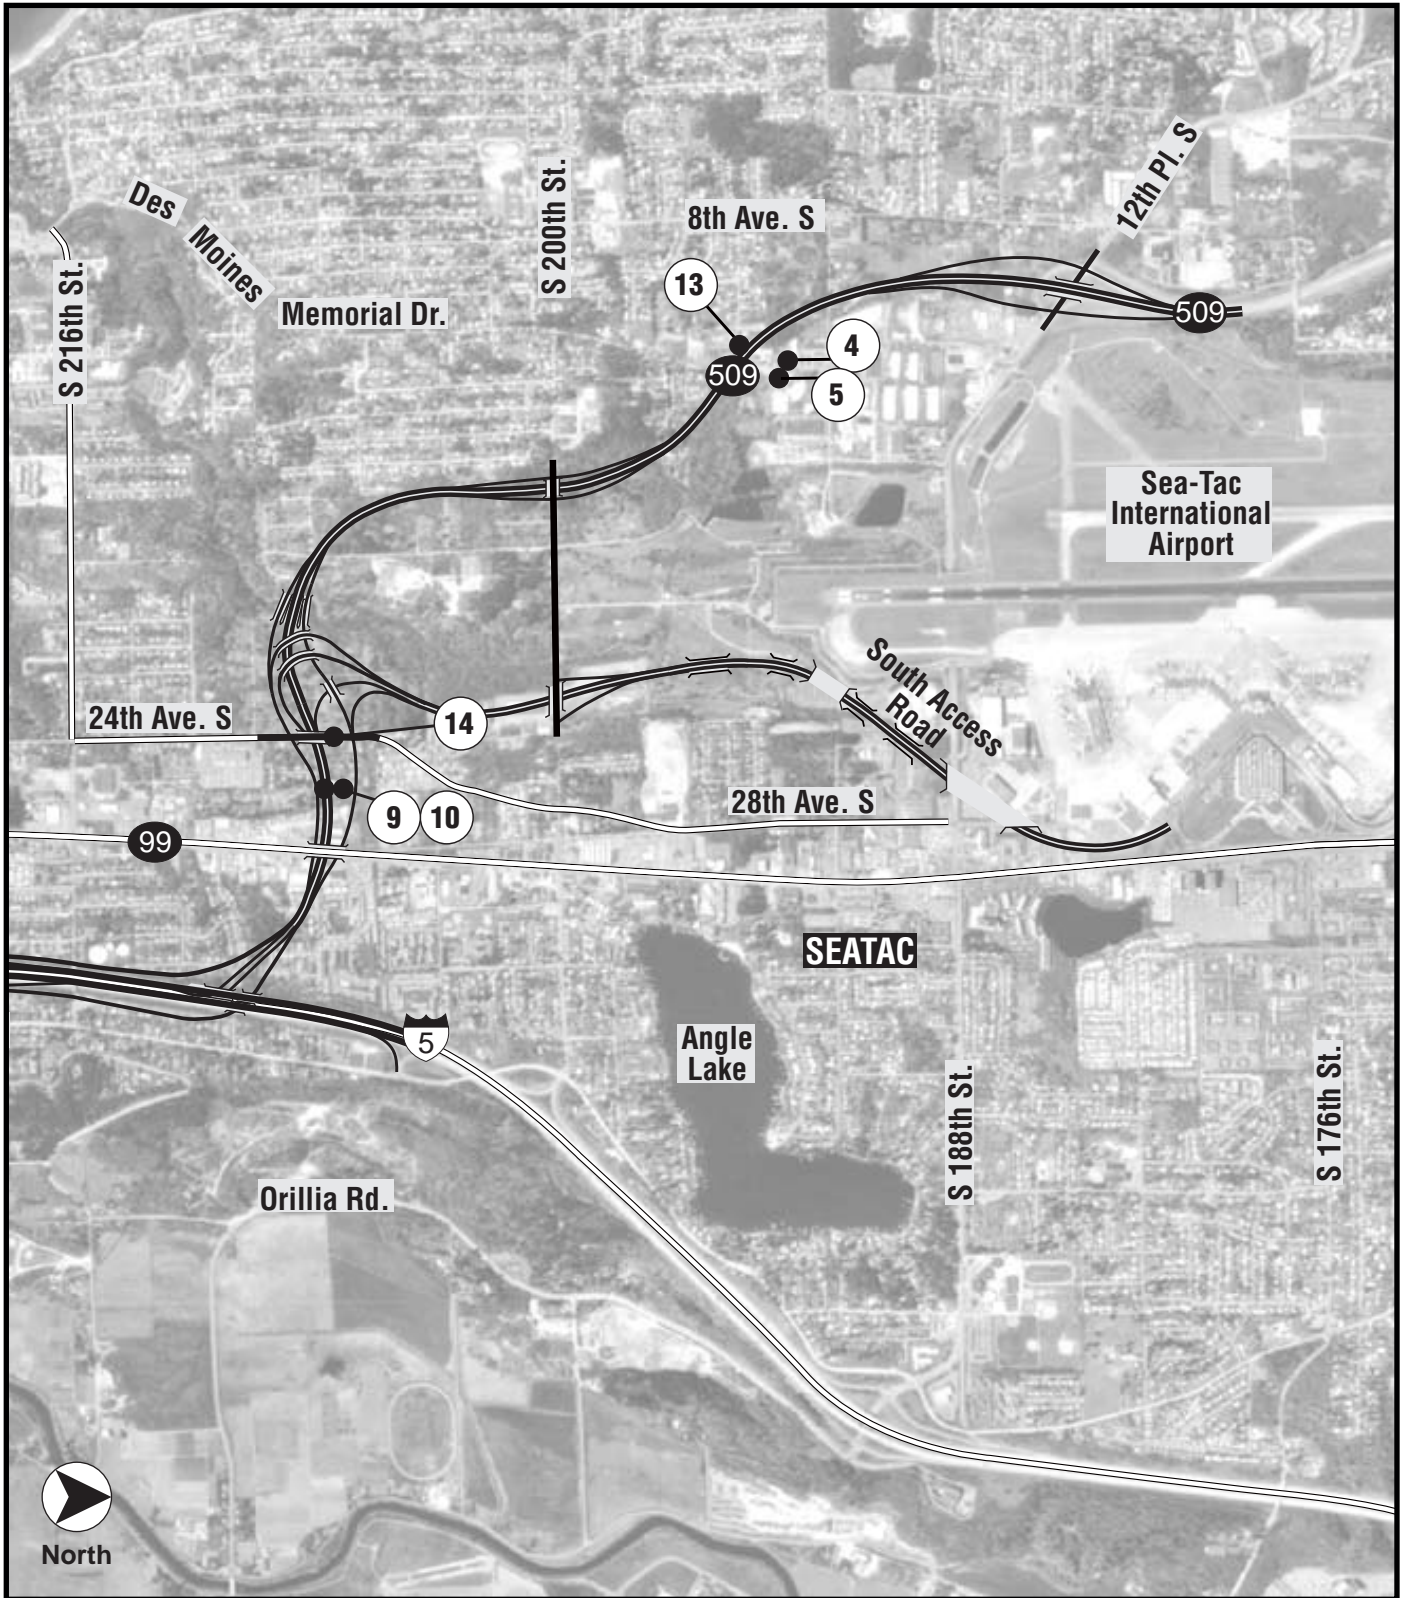 12th Pl. S
Des
Moines
Memorial Dr.
S 200th St.
8th Ave. S
S 216th St.
13
509
4
509
5
Sea-Tac
International
Airport
South Access
Road
24th Ave. S
14
28th Ave. S
9
10
99
SEATAC
5
Angle
Lake
S 188th St.
S 176th St.
Orillia Rd.
North